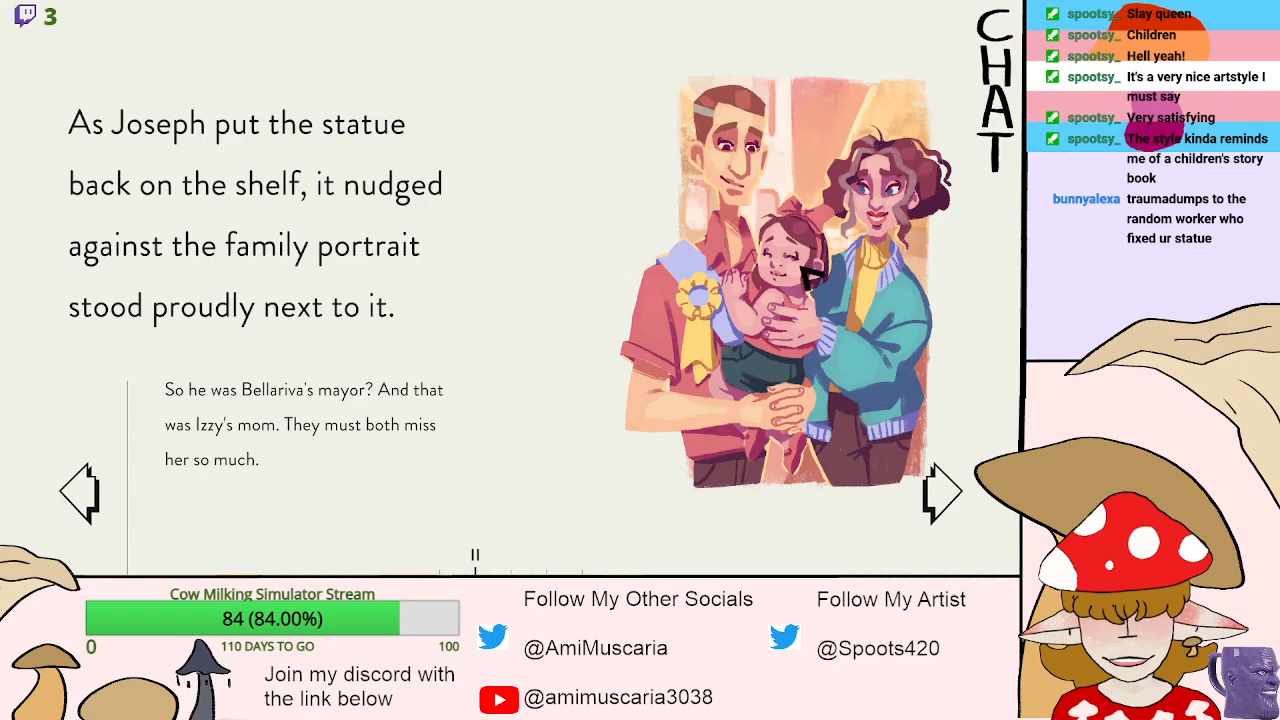 3
As Joseph put the statue
back on the shelf, it nudged
against the family portrait
stood proudly next to it.
So he was Bellariva's mayor? And that
was Izzy's mom. They must both miss
her so much.
II
CHAT
spootsy_ Slay queen
spootsy_ Children
spootsy_ Hell yeah!
spootsy_ It's a very nice artstyle I
must say
spootsy_ Very satisfying
spootsy_ The style kinda reminds
me of a children's story
book
bunnyalexa traumadumps to the
random worker who
fixed ur statue
Cow Milking Simulator Stream
84 (84.00%)
0 110 DAYS TO GO 100
Join my discord with
the link below
Follow My Other Socials
@AmiMuscaria
@amimuscaria3038
Follow My Artist
@Spoots420